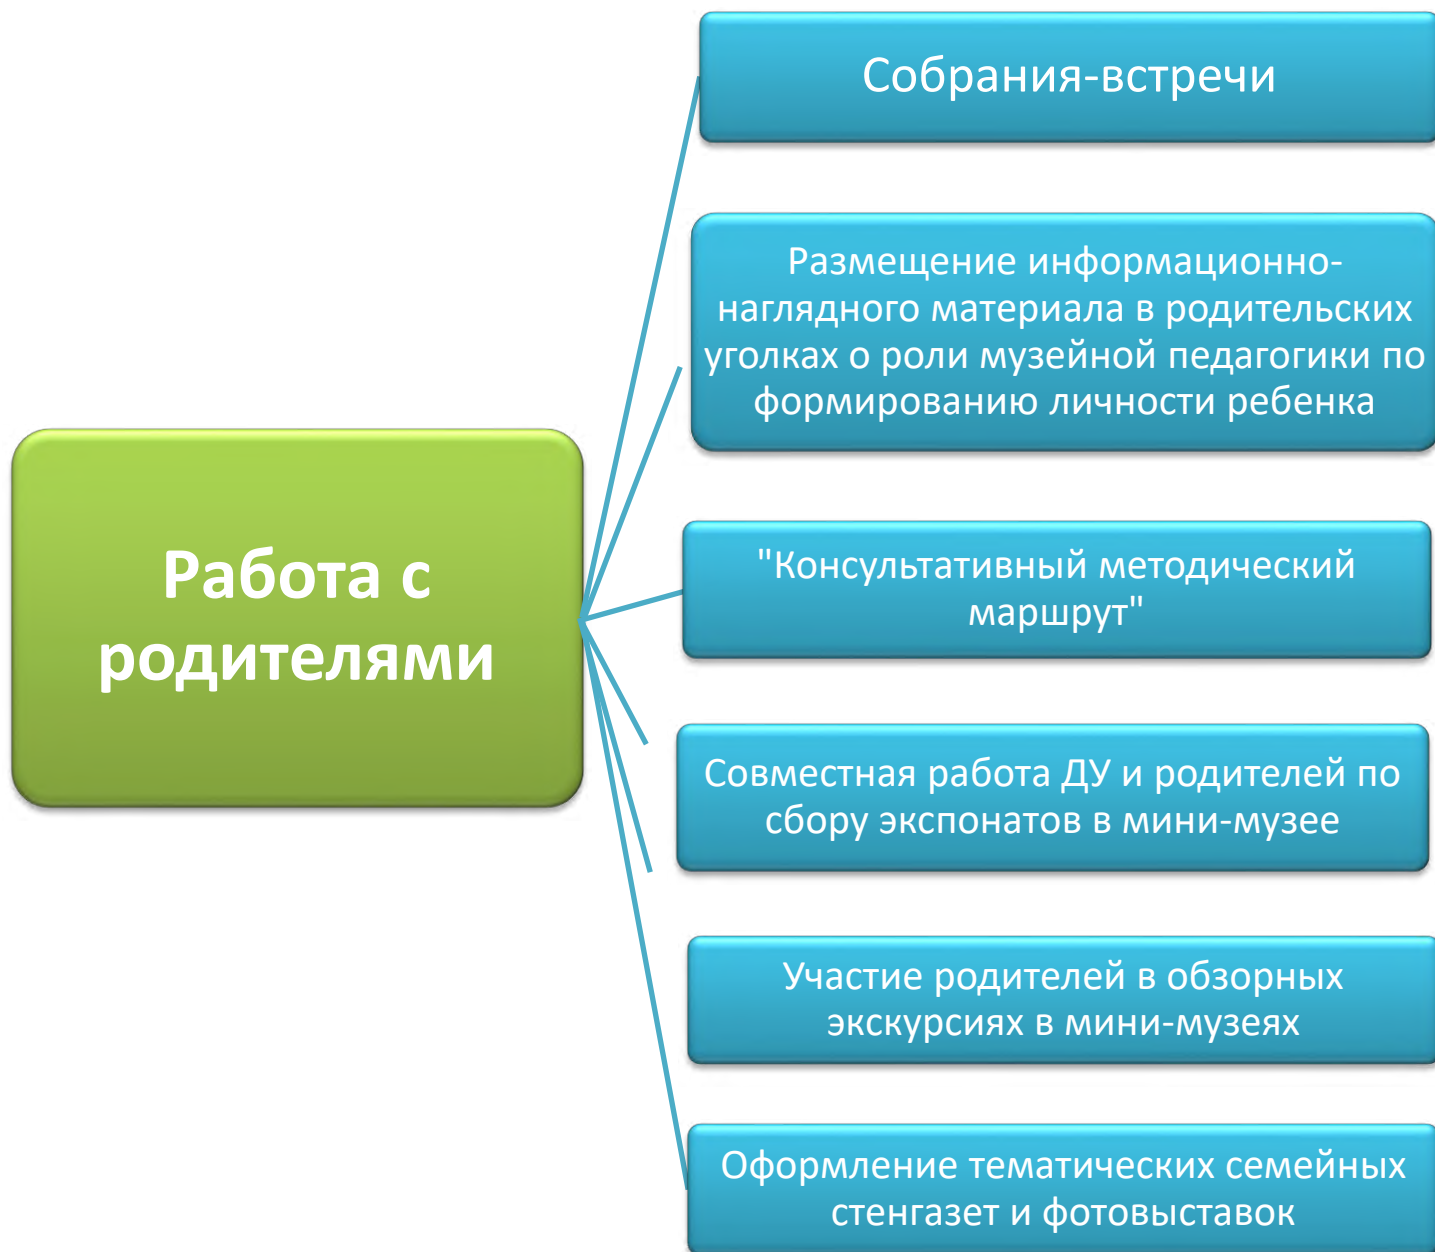 Собрания-встречи
Размещение информационно-
наглядного материала в родительских
уголках о роли музейной педагогики по
формированию личности ребенка
Работа с
родителями
"Консультативный методический
маршрут"
Совместная работа ДУ и родителей по
сбору экспонатов в мини-музее
Участие родителей в обзорных
экскурсиях в мини-музеях
Оформление тематических семейных
стенгазет и фотовыставок